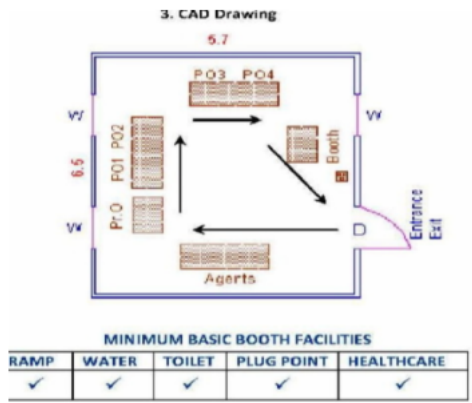 3. CAD Drawing
6.7
PO3 PO4
W
W
PO1 PO2
Booth
6.5
Pr.O
W
D
Entrance
Exit
Agents
MINIMUM BASIC BOOTH FACILITIES
RAMP WATER TOILET PLUG POINT HEALTHCARE
✓ ✓ ✓ ✓ ✓